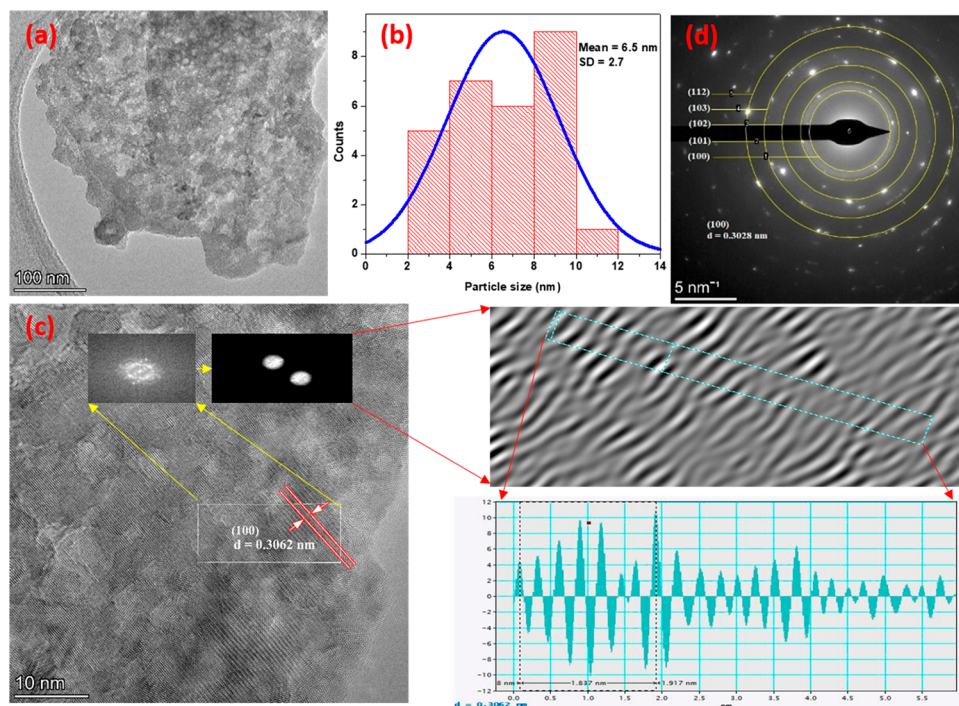 (a)
100 nm
(b)
Mean = 6.5 nm
SD = 2.7
Counts
8
6
4
2
0
0 2 4 6 8 10 12 14
Particle size (nm)
(d)
(112)
(103)
(102)
(101)
(100)
(100)
d = 0.3028 nm
5 nm⁻¹
(c)
(100)
d = 0.3062 nm
10 nm
12
10
8
6
4
2
0
-2
-4
-6
-8
-10
-12
8 nm
1.837 nm
1.917 nm
0.0 0.5 1.0 1.5 2.0 2.5 3.0 3.5 4.0 4.5 5.0 5.5
d = 0.3062 nm